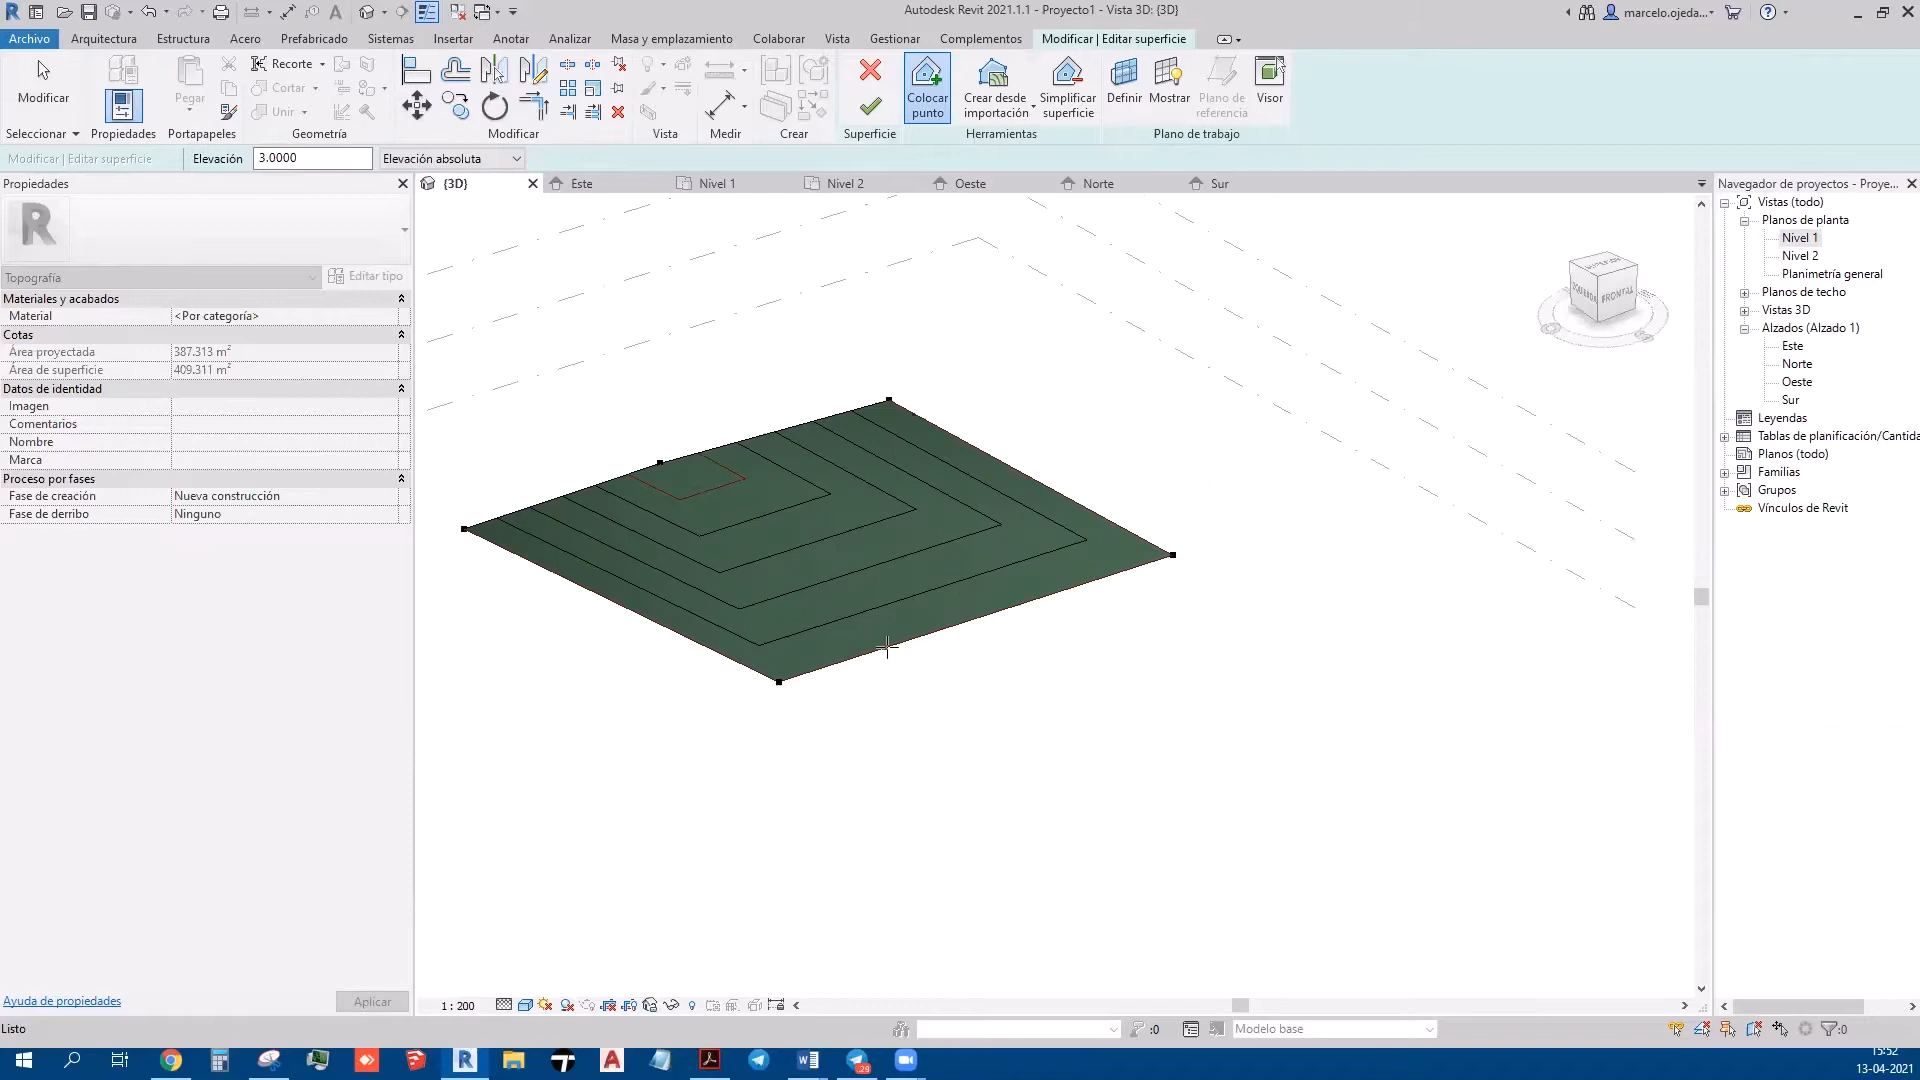 Autodesk Revit 2021.1.1 - Proyecto1 - Vista 3D: {3D}
marcelo.ojeda...
Archivo
Arquitectura
Estructura
Acero
Prefabricado
Sistemas
Insertar
Anotar
Analizar
Masa y emplazamiento
Colaborar
Vista
Gestionar
Complementos
Modificar | Editar superficie
Modificar
Pegar
Recorte
Cortar
Unir
Colocar punto
Crear desde importación
Simplificar superficie
Definir
Mostrar
Plano de referencia
Visor
Seleccionar
Propiedades
Portapapeles
Geometría
Modificar
Vista
Medir
Crear
Superficie
Herramientas
Plano de trabajo
Modificar | Editar superficie
Elevación
3.0000
Elevación absoluta
Propiedades
{3D}
Este
Nivel 1
Nivel 2
Oeste
Norte
Sur
Navegador de proyectos - Proye...
R
Topografía
Editar tipo
Materiales y acabados
Material
<Por categoría>
Cotas
Área proyectada
387.313 m²
Área de superficie
409.311 m²
Datos de identidad
Imagen
Comentarios
Nombre
Marca
Proceso por fases
Fase de creación
Nueva construcción
Fase de derribo
Ninguno
FRONTAL
Vistas (todo)
Planos de planta
Nivel 1
Nivel 2
Planimetría general
Planos de techo
Vistas 3D
Alzados (Alzado 1)
Este
Norte
Oeste
Sur
Leyendas
Tablas de planificación/Cantida
Planos (todo)
Familias
Grupos
Vínculos de Revit
Ayuda de propiedades
Aplicar
1 : 200
Listo
:0
Modelo base
:0
29
15:52
13-04-2021